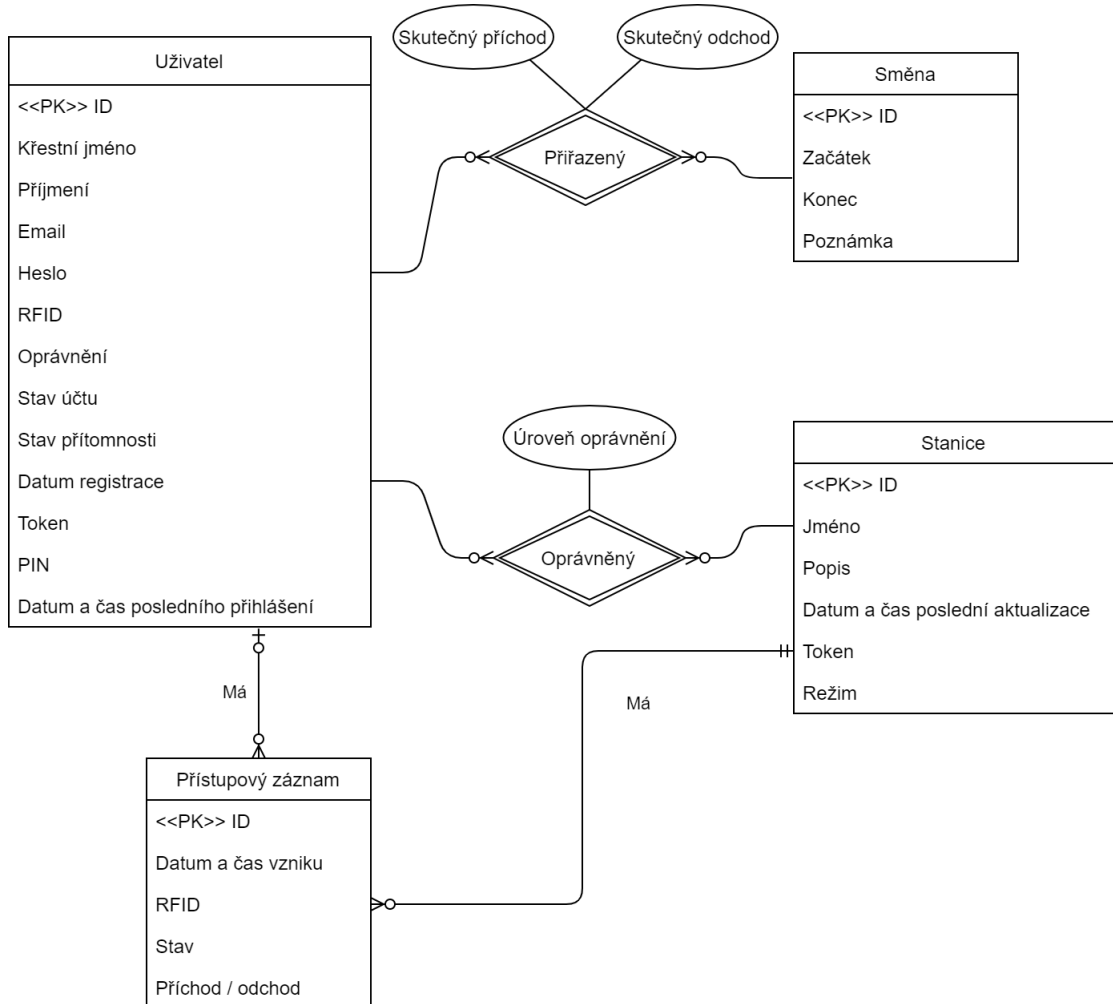 Uživatel
<<PK>> ID
Křestní jméno
Příjmení
Email
Heslo
RFID
Oprávnění
Stav účtu
Stav přítomnosti
Datum registrace
Token
PIN
Datum a čas posledního přihlášení
Skutečný příchod
Skutečný odchod
Přiřazený
Směna
<<PK>> ID
Začátek
Konec
Poznámka
Úroveň oprávnění
Oprávněný
Stanice
<<PK>> ID
Jméno
Popis
Datum a čas poslední aktualizace
Token
Režim
Má
Má
Přístupový záznam
<<PK>> ID
Datum a čas vzniku
RFID
Stav
Příchod / odchod